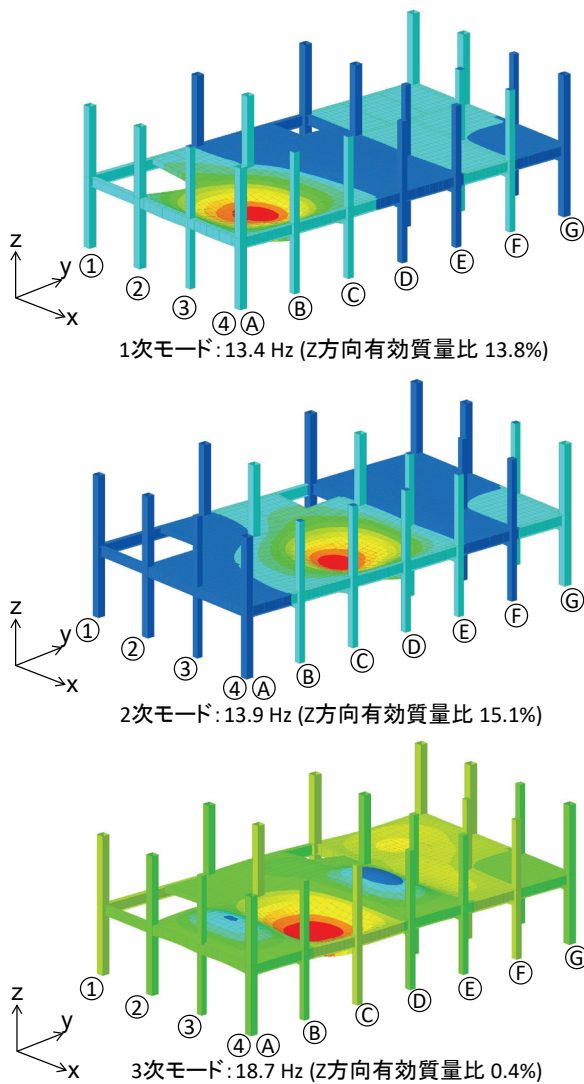 z
y
x
① ② ③ ④ Ⓐ Ⓑ Ⓒ Ⓓ Ⓔ Ⓕ Ⓖ
1次モード: 13.4 Hz (Z方向有効質量比 13.8%)
z
y
x
① ② ③ ④ Ⓐ Ⓑ Ⓒ Ⓓ Ⓔ Ⓕ Ⓖ
2次モード: 13.9 Hz (Z方向有効質量比 15.1%)
z
y
x
① ② ③ ④ Ⓐ Ⓑ Ⓒ Ⓓ Ⓔ Ⓕ Ⓖ
3次モード: 18.7 Hz (Z方向有効質量比 0.4%)